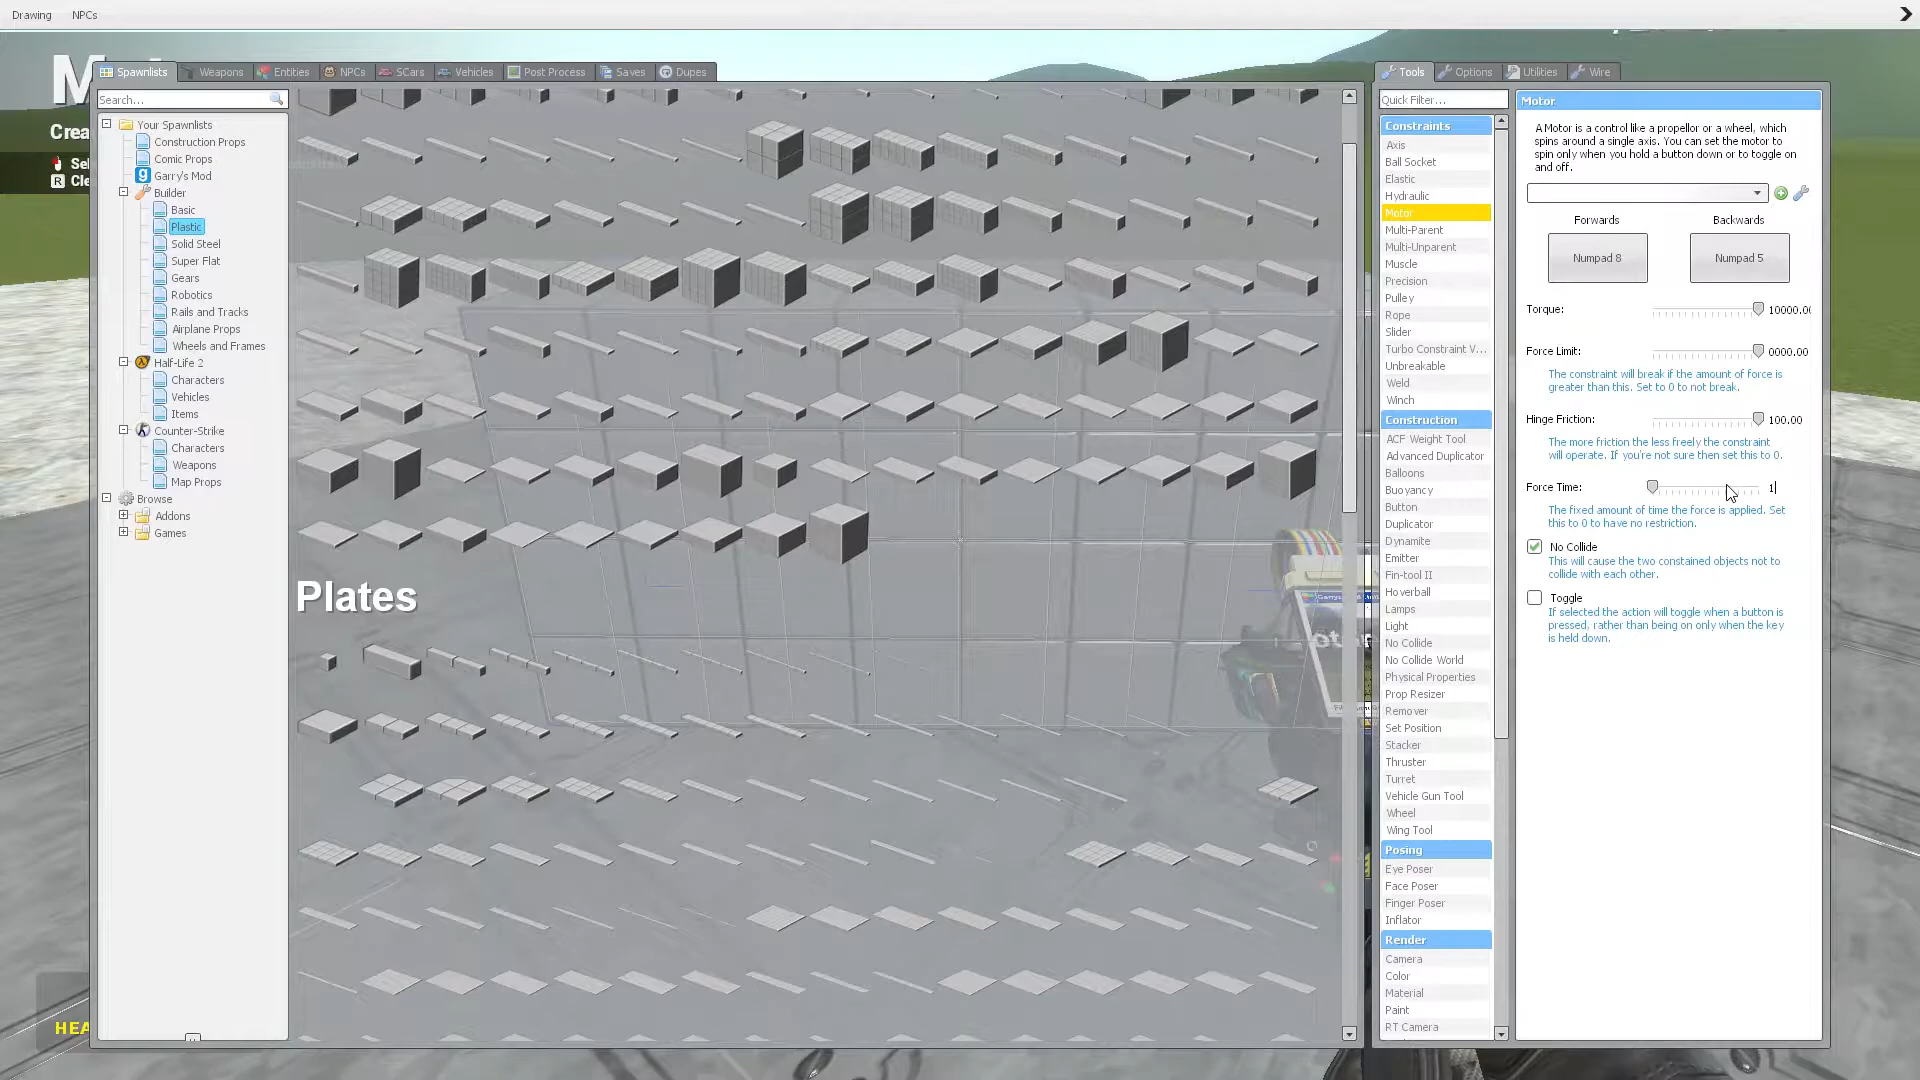 Drawing NPCs
Crea
Sel
R Cle
Spawnlists Weapons Entities NPCs SCars Vehicles Post Process Saves Dupes
Search...
Your Spawnlists
Construction Props
Comic Props
g Garry's Mod
Builder
Basic
Plastic
Solid Steel
Super Flat
Gears
Robotics
Rails and Tracks
Airplane Props
Wheels and Frames
Half-Life 2
Characters
Vehicles
Items
Counter-Strike
Characters
Weapons
Map Props
Browse
Addons
Games
HEA
Plates
Tools Options Utilities Wire
Quick Filter...
Constraints
Axis
Ball Socket
Elastic
Hydraulic
Motor
Multi-Parent
Multi-Unparent
Muscle
Precision
Pulley
Rope
Slider
Turbo Constraint V...
Unbreakable
Weld
Winch
Construction
ACF Weight Tool
Advanced Duplicator
Balloons
Buoyancy
Button
Duplicator
Dynamite
Emitter
Fin-tool II
Hoverball
Lamps
Light
No Collide
No Collide World
Physical Properties
Prop Resizer
Remover
Set Position
Stacker
Thruster
Turret
Vehicle Gun Tool
Wheel
Wing Tool
Posing
Eye Poser
Face Poser
Finger Poser
Inflator
Render
Camera
Color
Material
Paint
RT Camera
Motor
A Motor is a control like a propellor or a wheel, which
spins around a single axis. You can set the motor to
spin only when you hold a button down or to toggle on
and off.
Forwards Backwards
Numpad 8 Numpad 5
Torque: 10000.00
Force Limit: 0000.00
The constraint will break if the amount of force is
greater than this. Set to 0 to not break.
Hinge Friction: 100.00
The more friction the less freely the constraint
will operate. If you're not sure then set this to 0.
Force Time: 1
The fixed amount of time the force is applied. Set
this to 0 to have no restriction.
No Collide
This will cause the two constained objects not to
collide with each other.
Toggle
If selected the action will toggle when a button is
pressed, rather than being on only when the key
is held down.